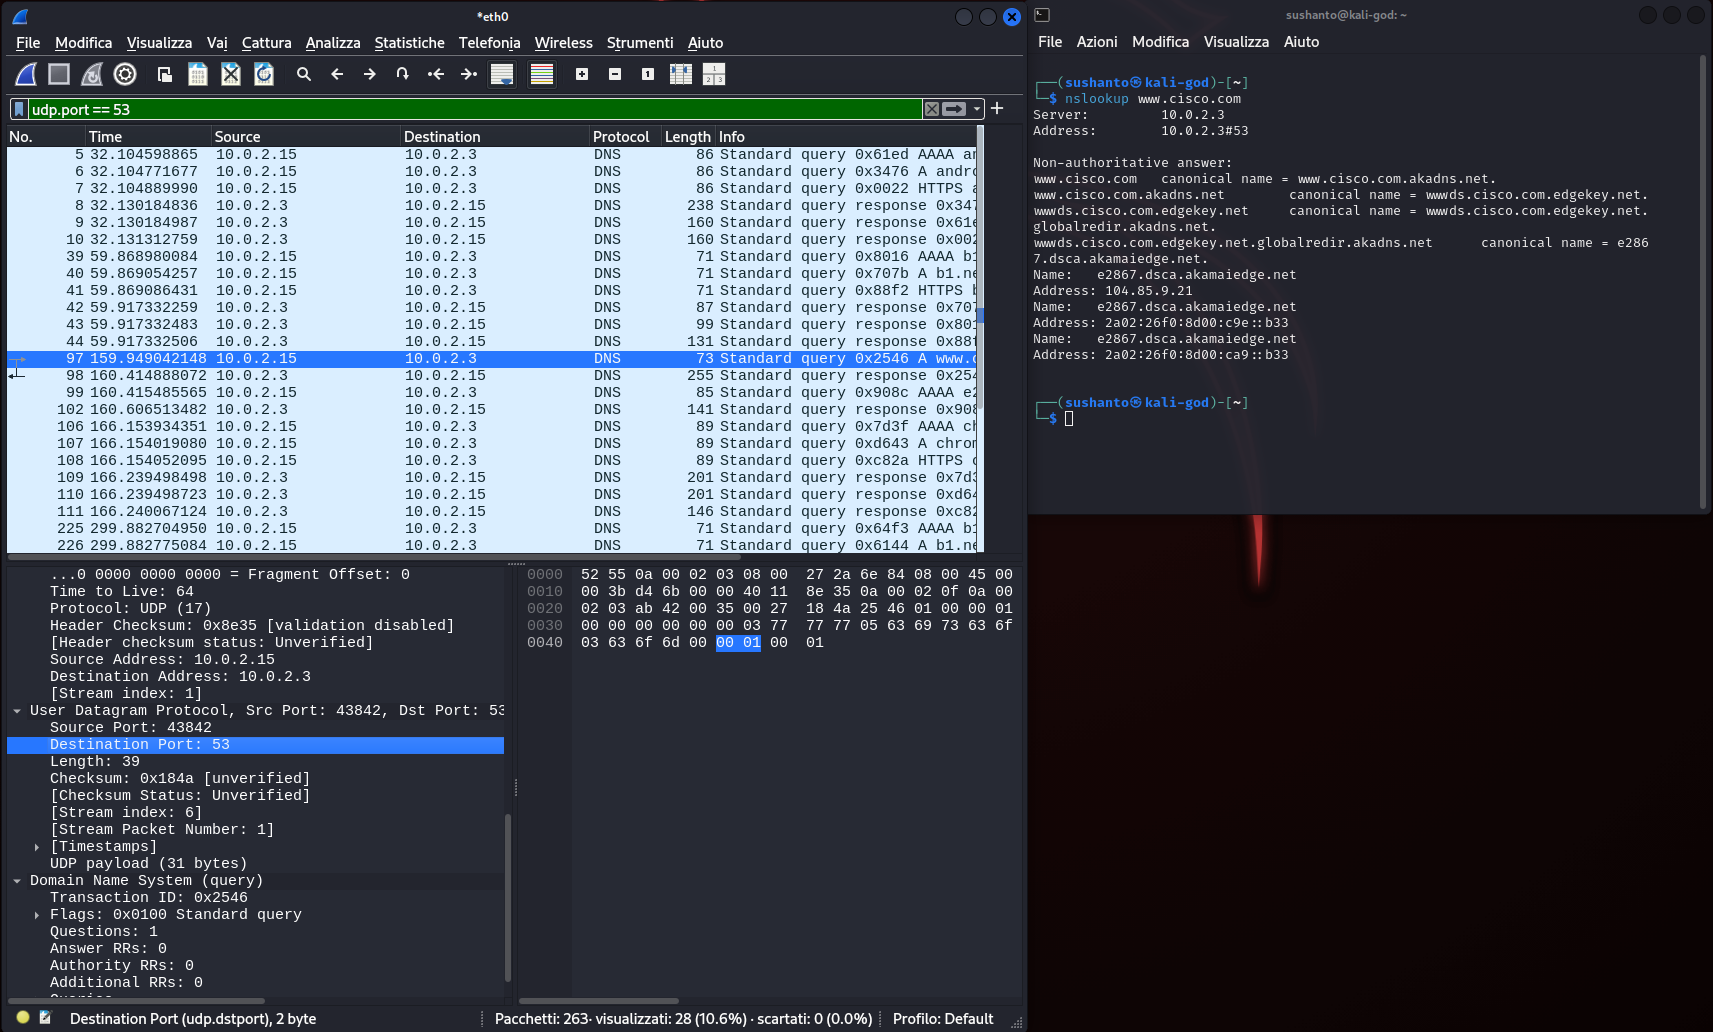 *eth0
File Modifica Visualizza Vai Cattura Analizza Statistiche Telefonia Wireless Strumenti Aiuto
udp.port == 53
No. Time Source Destination Protocol Length Info
5 32.104598865 10.0.2.15 10.0.2.3 DNS 86 Standard query 0x61ed AAAA an
6 32.104771677 10.0.2.15 10.0.2.3 DNS 86 Standard query 0x3476 A andro
7 32.104889990 10.0.2.15 10.0.2.3 DNS 86 Standard query 0x0022 HTTPS a
8 32.130184836 10.0.2.3 10.0.2.15 DNS 238 Standard query response 0x347
9 32.130184987 10.0.2.3 10.0.2.15 DNS 160 Standard query response 0x61e
10 32.131312759 10.0.2.3 10.0.2.15 DNS 160 Standard query response 0x002
39 59.868980084 10.0.2.15 10.0.2.3 DNS 71 Standard query 0x8016 AAAA b1
40 59.869054257 10.0.2.15 10.0.2.3 DNS 71 Standard query 0x707b A b1.ne
41 59.869086431 10.0.2.15 10.0.2.3 DNS 71 Standard query 0x88f2 HTTPS b
42 59.917332259 10.0.2.3 10.0.2.15 DNS 87 Standard query response 0x707
43 59.917332483 10.0.2.3 10.0.2.15 DNS 99 Standard query response 0x801
44 59.917332506 10.0.2.3 10.0.2.15 DNS 131 Standard query response 0x88f
97 159.949042148 10.0.2.15 10.0.2.3 DNS 73 Standard query 0x2546 A www.c
98 160.414888072 10.0.2.3 10.0.2.15 DNS 255 Standard query response 0x254
99 160.415485565 10.0.2.15 10.0.2.3 DNS 85 Standard query 0x908c AAAA e2
102 160.606513482 10.0.2.3 10.0.2.15 DNS 141 Standard query response 0x908
106 166.153934351 10.0.2.15 10.0.2.3 DNS 89 Standard query 0x7d3f AAAA ch
107 166.154019080 10.0.2.15 10.0.2.3 DNS 89 Standard query 0xd643 A chrom
108 166.154052095 10.0.2.15 10.0.2.3 DNS 89 Standard query 0xc82a HTTPS c
109 166.239498498 10.0.2.3 10.0.2.15 DNS 201 Standard query response 0x7d3
110 166.239498723 10.0.2.3 10.0.2.15 DNS 201 Standard query response 0xd64
111 166.240067124 10.0.2.3 10.0.2.15 DNS 146 Standard query response 0xc82
225 299.882704950 10.0.2.15 10.0.2.3 DNS 71 Standard query 0x64f3 AAAA b1
226 299.882775084 10.0.2.15 10.0.2.3 DNS 71 Standard query 0x6144 A b1.ne
...0 0000 0000 0000 = Fragment Offset: 0
Time to Live: 64
Protocol: UDP (17)
Header Checksum: 0x8e35 [validation disabled]
[Header checksum status: Unverified]
Source Address: 10.0.2.15
Destination Address: 10.0.2.3
[Stream index: 1]
User Datagram Protocol, Src Port: 43842, Dst Port: 53
Source Port: 43842
Destination Port: 53
Length: 39
Checksum: 0x184a [unverified]
[Checksum Status: Unverified]
[Stream index: 6]
[Stream Packet Number: 1]
[Timestamps]
UDP payload (31 bytes)
Domain Name System (query)
Transaction ID: 0x2546
Flags: 0x0100 Standard query
Questions: 1
Answer RRs: 0
Authority RRs: 0
Additional RRs: 0
0000 52 55 0a 00 02 03 08 00 27 2a 6e 84 08 00 45 00
0010 00 3b d4 6b 00 00 40 11 8e 35 0a 00 02 0f 0a 00
0020 02 03 ab 42 00 35 00 27 18 4a 25 46 01 00 00 01
0030 00 00 00 00 00 00 03 77 77 77 05 63 69 73 63 6f
0040 03 63 6f 6d 00 00 01 00 01
Destination Port (udp.dstport), 2 byte
Pacchetti: 263· visualizzati: 28 (10.6%) · scartati: 0 (0.0%)
Profilo: Default
sushanto@kali-god: ~
File Azioni Modifica Visualizza Aiuto
┌──(sushanto㉿kali-god)-[~]
└─$ nslookup www.cisco.com
Server: 10.0.2.3
Address: 10.0.2.3#53
Non-authoritative answer:
www.cisco.com canonical name = www.cisco.com.akadns.net.
www.cisco.com.akadns.net canonical name = wwwds.cisco.com.edgekey.net.
wwwds.cisco.com.edgekey.net canonical name = wwwds.cisco.com.edgekey.net.
globalredir.akadns.net.
wwwds.cisco.com.edgekey.net.globalredir.akadns.net canonical name = e286
7.dsca.akamaiedge.net.
Name: e2867.dsca.akamaiedge.net
Address: 104.85.9.21
Name: e2867.dsca.akamaiedge.net
Address: 2a02:26f0:8d00:c9e::b33
Name: e2867.dsca.akamaiedge.net
Address: 2a02:26f0:8d00:ca9::b33
┌──(sushanto㉿kali-god)-[~]
└─$